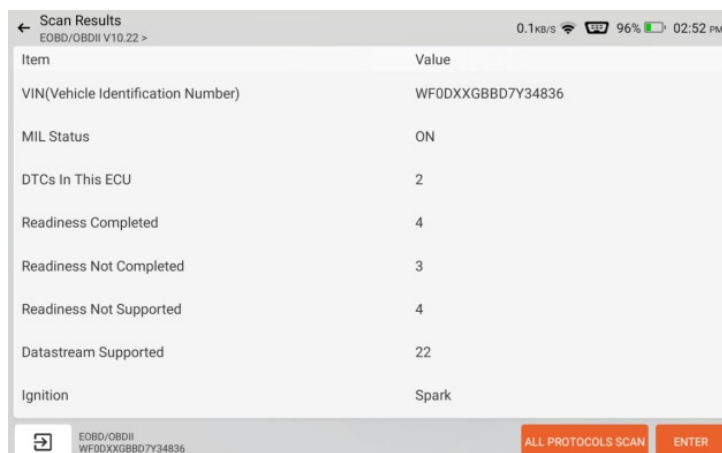 Scan Results
EOBD/OBDII V10.22 >
0.1KB/S 96% 02:52 PM
Item Value
VIN(Vehicle Identification Number) WF0DXXGBBD7Y34836
MIL Status ON
DTCs In This ECU 2
Readiness Completed 4
Readiness Not Completed 3
Readiness Not Supported 4
Datastream Supported 22
Ignition Spark
EOBD/OBDII
WF0DXXGBBD7Y34836
ALL PROTOCOLS SCAN ENTER